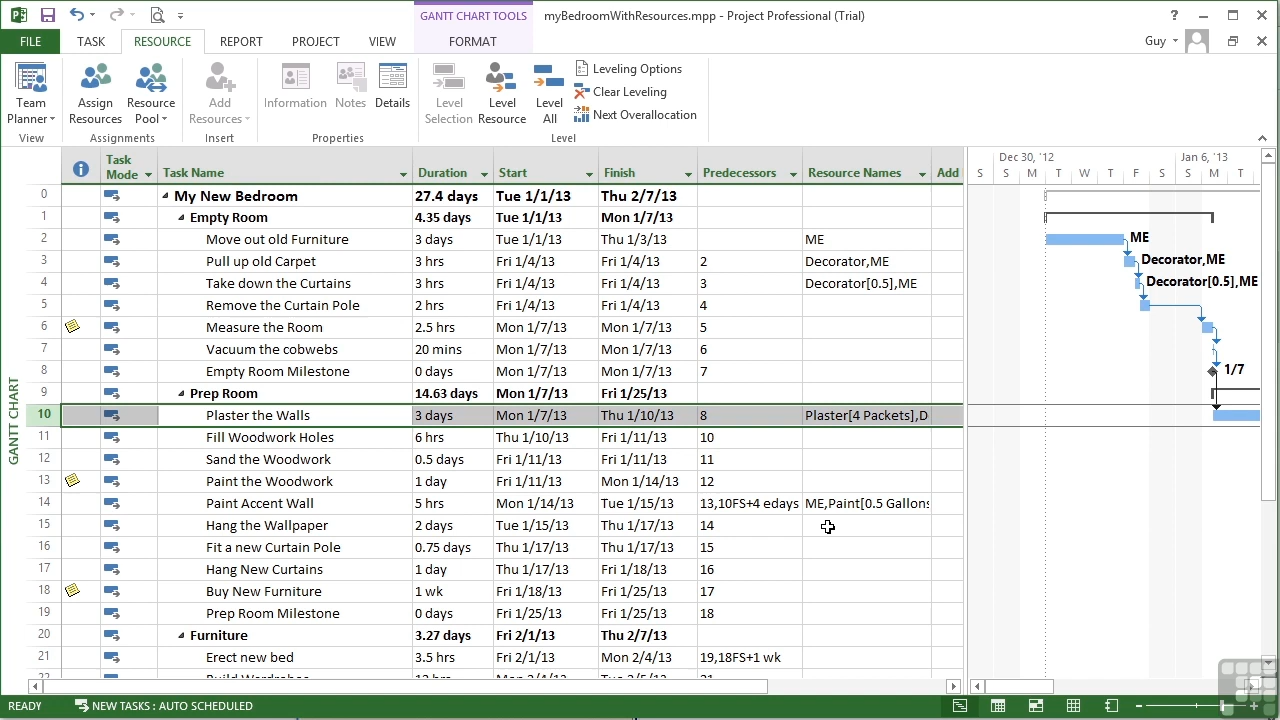 GANTT CHART TOOLS
myBedroomWithResources.mpp - Project Professional (Trial)
?
FILE TASK RESOURCE REPORT PROJECT VIEW FORMAT Guy
Team Planner
Assign Resources
Resource Pool
Add Resources
Information
Notes
Details
Level Selection
Level Resource
Level All
Leveling Options
Clear Leveling
Next Overallocation
View Assignments Insert Properties Level
Task Mode Task Name Duration Start Finish Predecessors Resource Names Add
Dec 30, '12 Jan 6, '13
S S M T W T F S S M T
0 My New Bedroom 27.4 days Tue 1/1/13 Thu 2/7/13
1 Empty Room 4.35 days Tue 1/1/13 Mon 1/7/13
2 Move out old Furniture 3 days Tue 1/1/13 Thu 1/3/13 ME ME
3 Pull up old Carpet 3 hrs Fri 1/4/13 Fri 1/4/13 2 Decorator,ME Decorator,ME
4 Take down the Curtains 3 hrs Fri 1/4/13 Fri 1/4/13 3 Decorator[0.5],ME Decorator[0.5],ME
5 Remove the Curtain Pole 2 hrs Fri 1/4/13 Fri 1/4/13 4
6 Measure the Room 2.5 hrs Mon 1/7/13 Mon 1/7/13 5
7 Vacuum the cobwebs 20 mins Mon 1/7/13 Mon 1/7/13 6
8 Empty Room Milestone 0 days Mon 1/7/13 Mon 1/7/13 7 1/7
9 Prep Room 14.63 days Mon 1/7/13 Fri 1/25/13
10 Plaster the Walls 3 days Mon 1/7/13 Thu 1/10/13 8 Plaster[4 Packets],D
11 Fill Woodwork Holes 6 hrs Thu 1/10/13 Fri 1/11/13 10
12 Sand the Woodwork 0.5 days Fri 1/11/13 Fri 1/11/13 11
13 Paint the Woodwork 1 day Fri 1/11/13 Mon 1/14/13 12
14 Paint Accent Wall 5 hrs Mon 1/14/13 Tue 1/15/13 13,10FS+4 edays ME,Paint[0.5 Gallons
15 Hang the Wallpaper 2 days Tue 1/15/13 Thu 1/17/13 14
16 Fit a new Curtain Pole 0.75 days Thu 1/17/13 Thu 1/17/13 15
17 Hang New Curtains 1 day Thu 1/17/13 Fri 1/18/13 16
18 Buy New Furniture 1 wk Fri 1/18/13 Fri 1/25/13 17
19 Prep Room Milestone 0 days Fri 1/25/13 Fri 1/25/13 18
20 Furniture 3.27 days Fri 2/1/13 Thu 2/7/13
21 Erect new bed 3.5 hrs Fri 2/1/13 Mon 2/4/13 19,18FS+1 wk
GANTT CHART
READY NEW TASKS : AUTO SCHEDULED